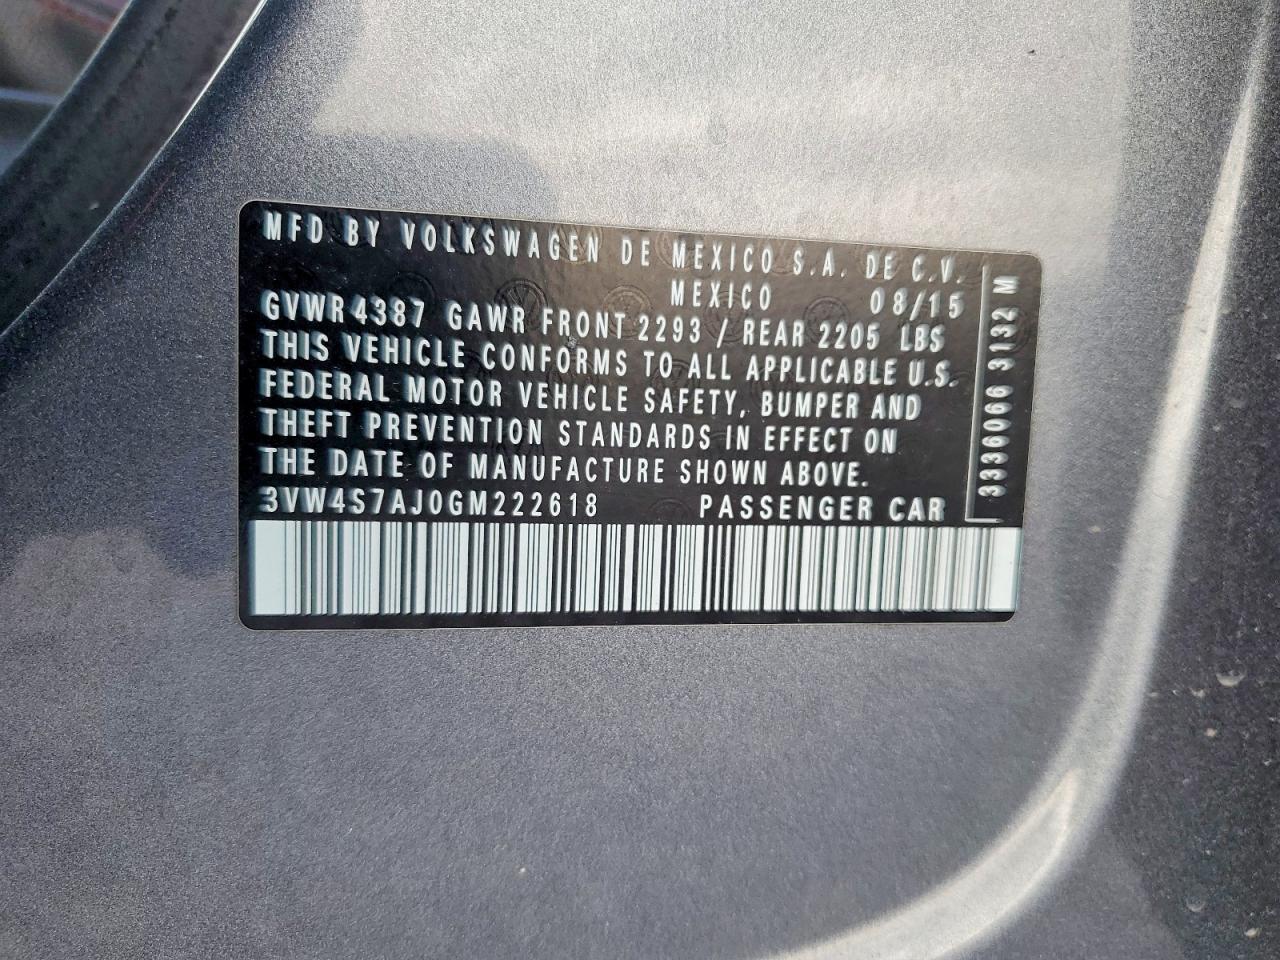 MFD. BY VOLKSWAGEN DE MEXICO S.A. DE C.V.
MEXICO 08/15
GVWR 4387 GAWR FRONT 2293 / REAR 2205 LBS
THIS VEHICLE CONFORMS TO ALL APPLICABLE U.S.
FEDERAL MOTOR VEHICLE SAFETY, BUMPER AND
THEFT PREVENTION STANDARDS IN EFFECT ON
THE DATE OF MANUFACTURE SHOWN ABOVE.
3VW4S7AJ0GM222618 PASSENGER CAR
3336066 3132 M